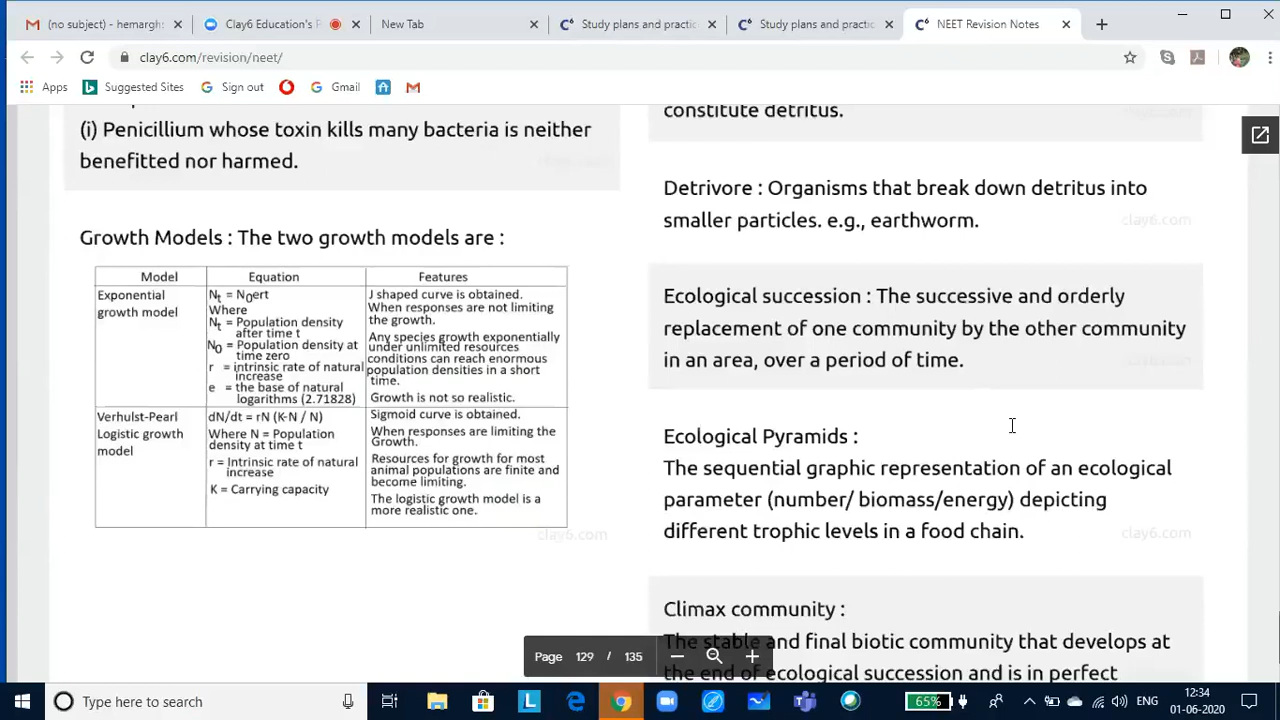 (no subject) - hemargh
Clay6 Education's P
New Tab
Study plans and practic
Study plans and practic
NEET Revision Notes
clay6.com/revision/neet/
Apps
Suggested Sites
Sign out
Gmail
(i) Penicillium whose toxin kills many bacteria is neither
benefitted nor harmed.
Growth Models : The two growth models are :
Model Equation Features
Exponential
growth model
Nt = N0ert
Where
Nt = Population density
after time t
N0 = Population density at
time zero
r = intrinsic rate of natural
increase
e = the base of natural
logarithms (2.71828)
J shaped curve is obtained.
When responses are not limiting
the growth.
Any species growth exponentially
under unlimited resources
conditions can reach enormous
population densities in a short
time.
Growth is not so realistic.
Verhulst-Pearl
Logistic growth
model
dN/dt = rN (K-N / N)
Where N = Population
density at time t
r = Intrinsic rate of natural
increase
K = Carrying capacity
Sigmoid curve is obtained.
When responses are limiting the
Growth.
Resources for growth for most
animal populations are finite and
become limiting.
The logistic growth model is a
more realistic one.
clay6.com
constitute detritus.
Detrivore : Organisms that break down detritus into
smaller particles. e.g., earthworm.
clay6.com
Ecological succession : The successive and orderly
replacement of one community by the other community
in an area, over a period of time.
Ecological Pyramids :
The sequential graphic representation of an ecological
parameter (number/ biomass/energy) depicting
different trophic levels in a food chain.
clay6.com
Climax community :
The stable and final biotic community that develops at
the end of ecological succession and is in perfect
Page 129 / 135
Type here to search
65%
ENG
12:34
01-06-2020